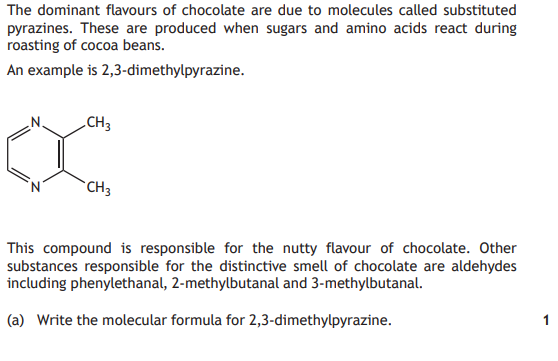 The dominant flavours of chocolate are due to molecules called substituted
pyrazines. These are produced when sugars and amino acids react during
roasting of cocoa beans.
An example is 2,3-dimethylpyrazine.
N
CH3
N
CH3
This compound is responsible for the nutty flavour of chocolate. Other
substances responsible for the distinctive smell of chocolate are aldehydes
including phenylethanal, 2-methylbutanal and 3-methylbutanal.
(a) Write the molecular formula for 2,3-dimethylpyrazine. 1